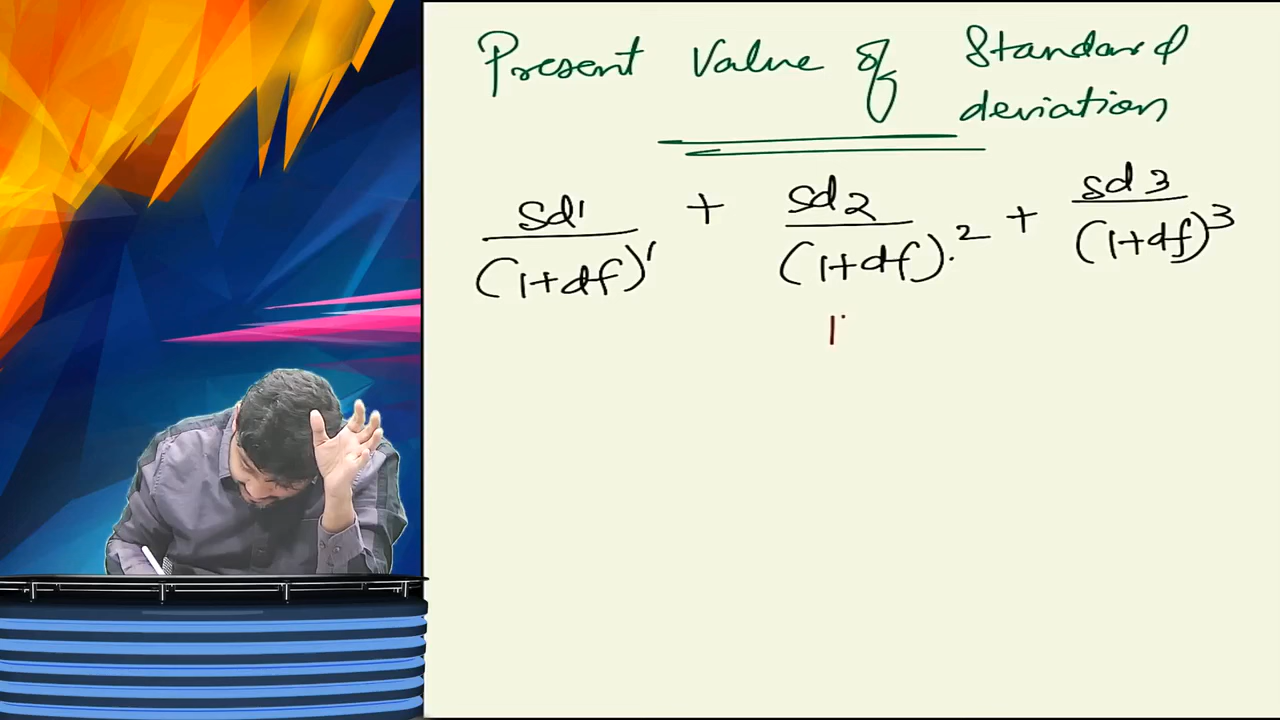 Present Value of Standard
deviation
sd1/(1+df)^1 + sd2/(1+df)^2 + sd3/(1+df)^3